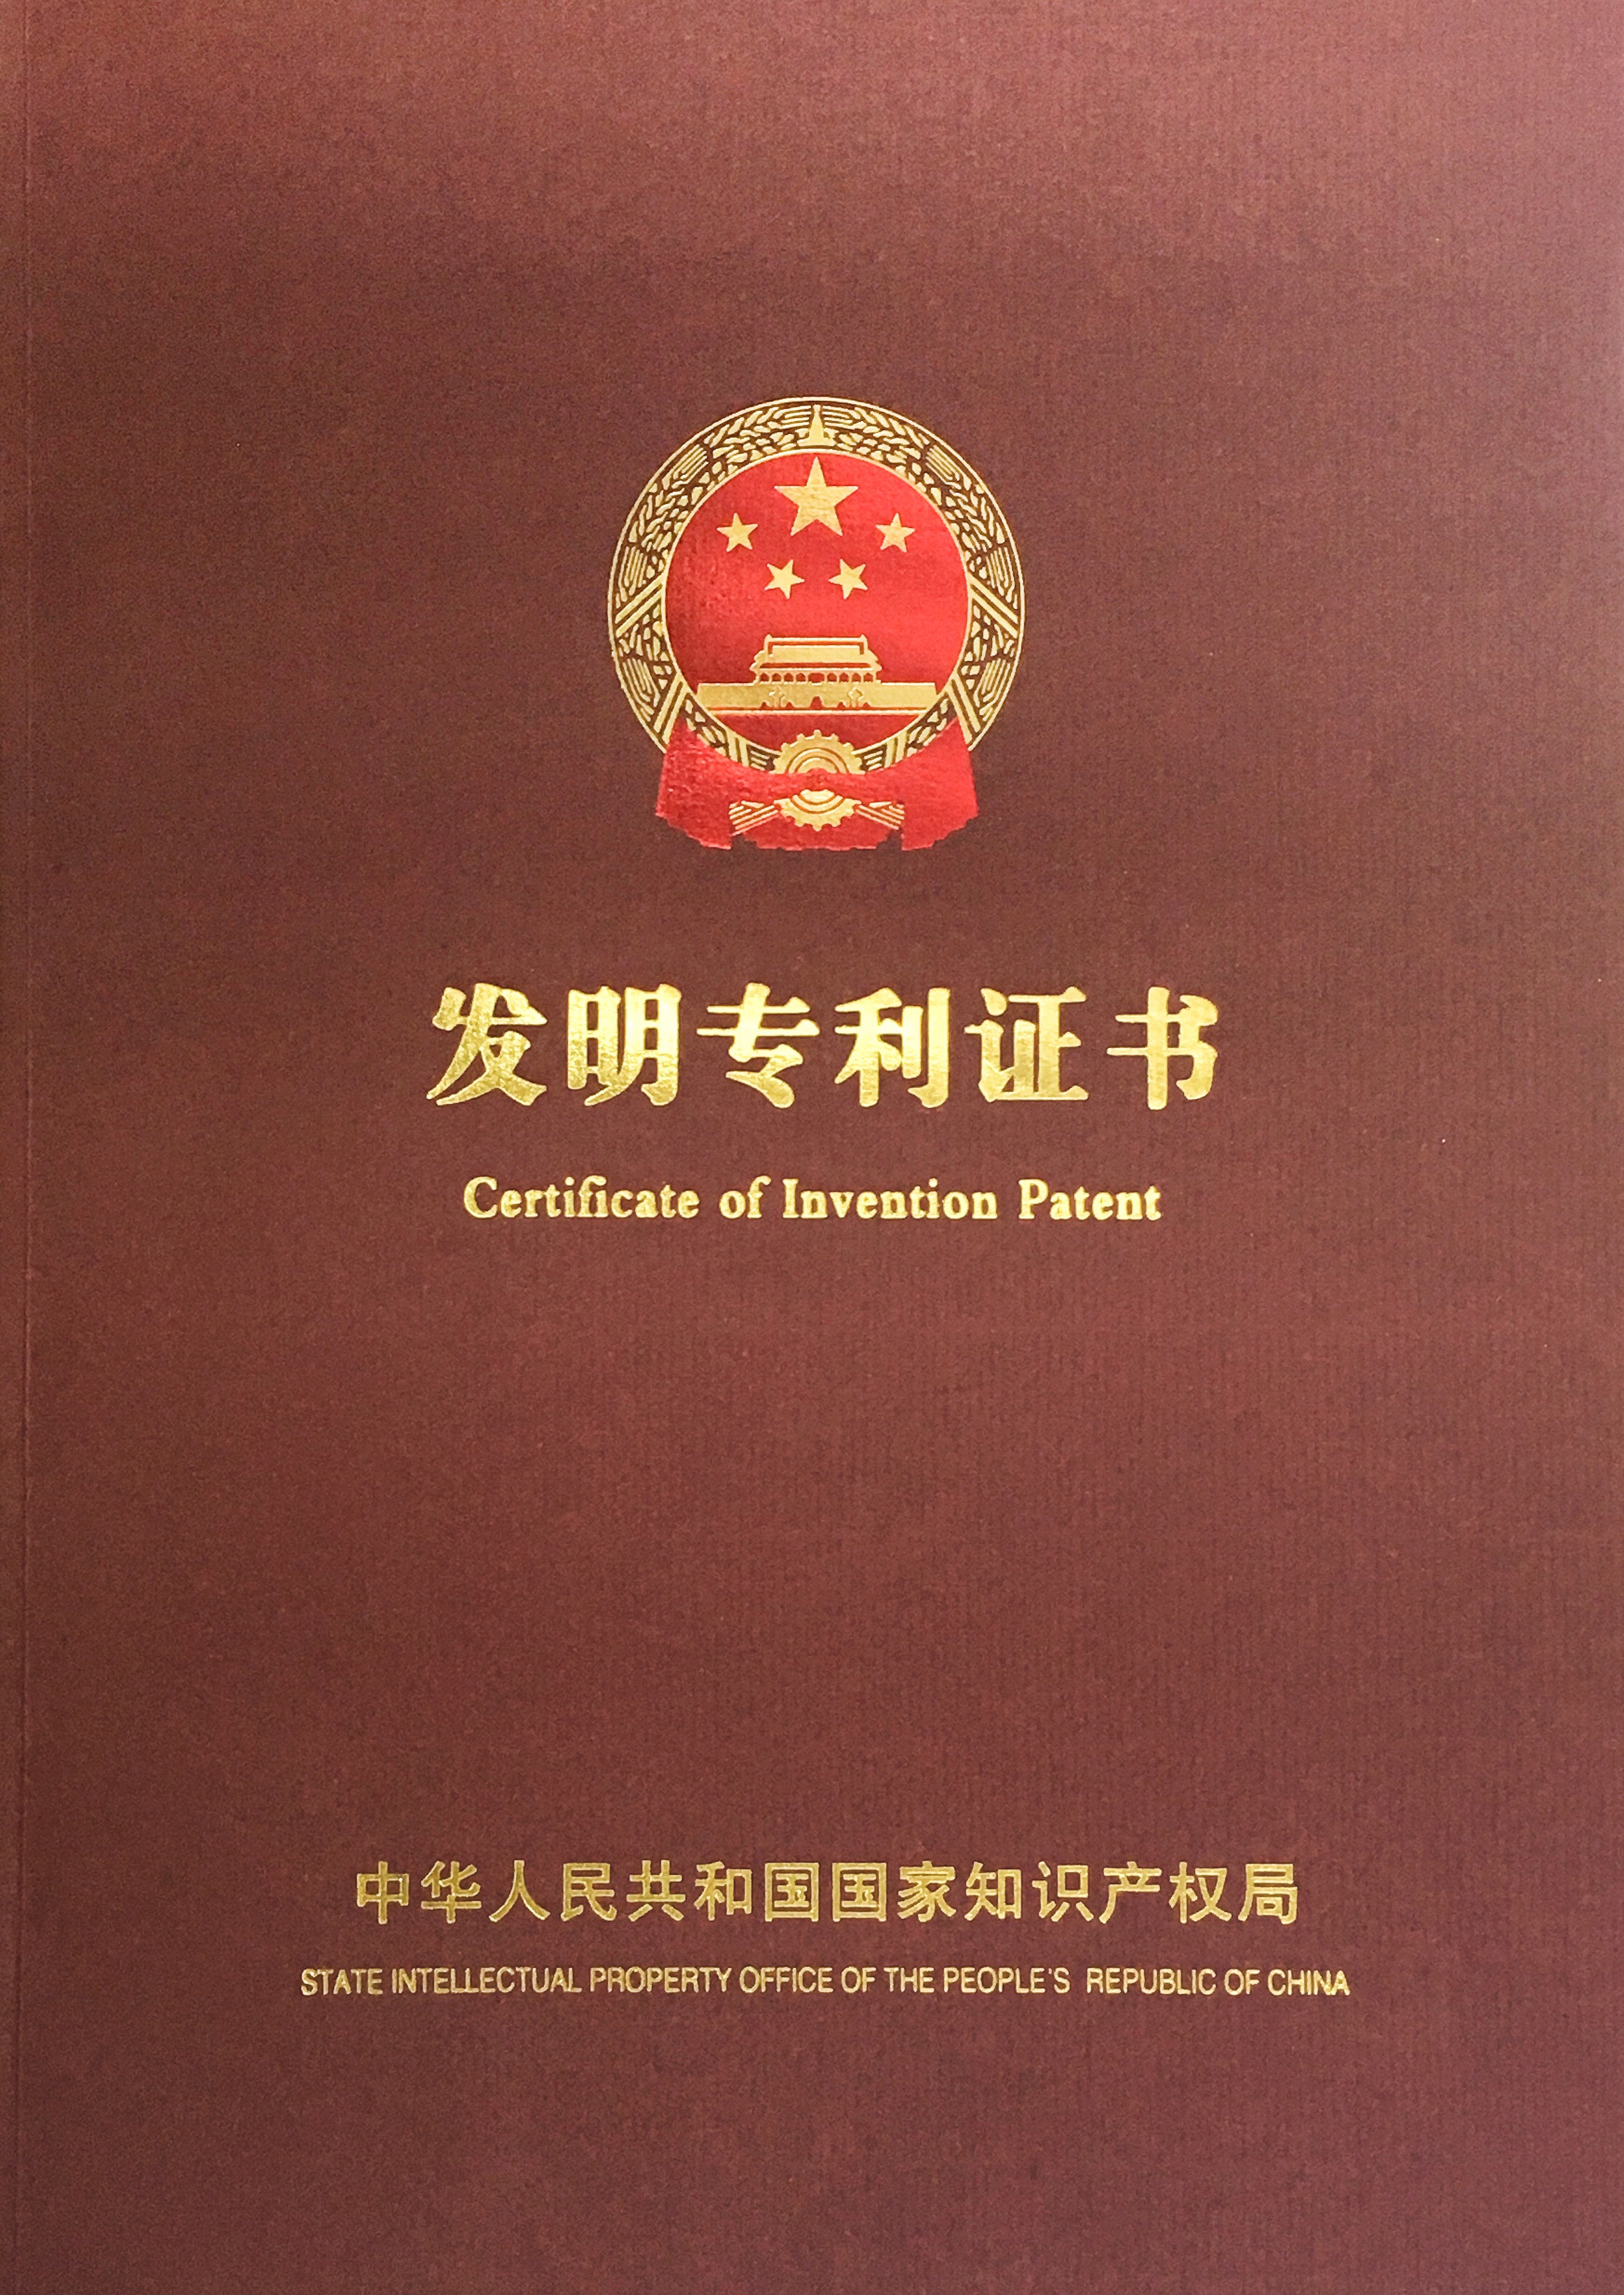 发明专利证书
Certificate of Invention Patent
中华人民共和国国家知识产权局
STATE INTELLECTUAL PROPERTY OFFICE OF THE PEOPLE'S REPUBLIC OF CHINA